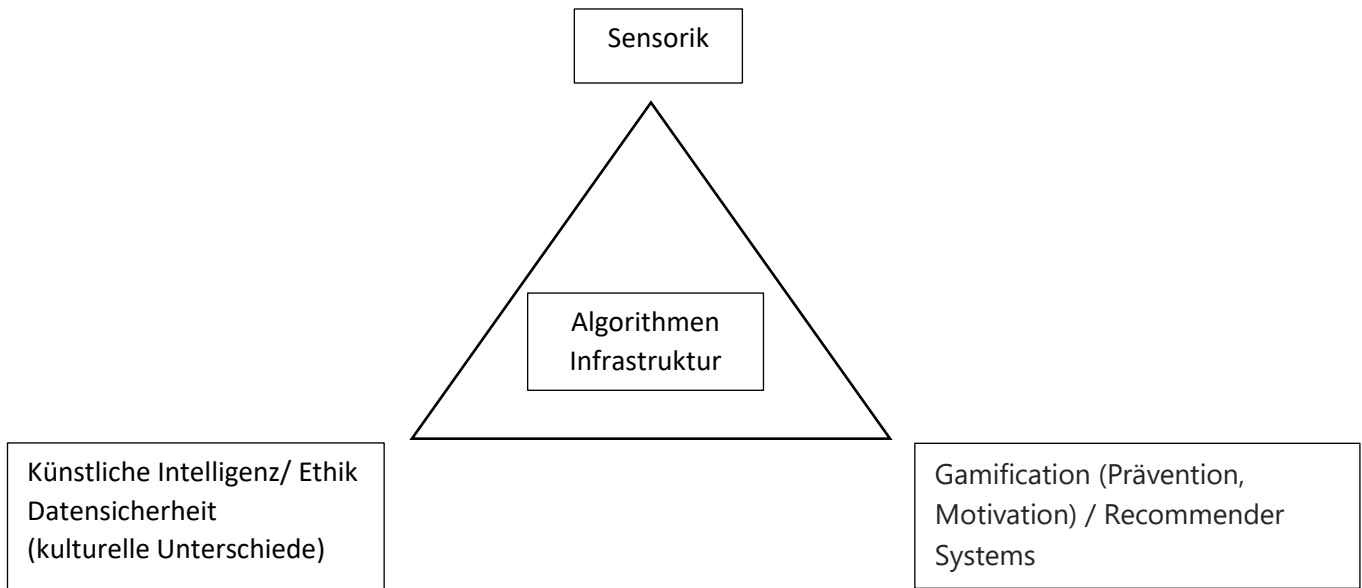 Sensorik
Algorithmen
Infrastruktur
Künstliche Intelligenz/ Ethik
Datensicherheit
(kulturelle Unterschiede)
Gamification (Prävention,
Motivation) / Recommender
Systems